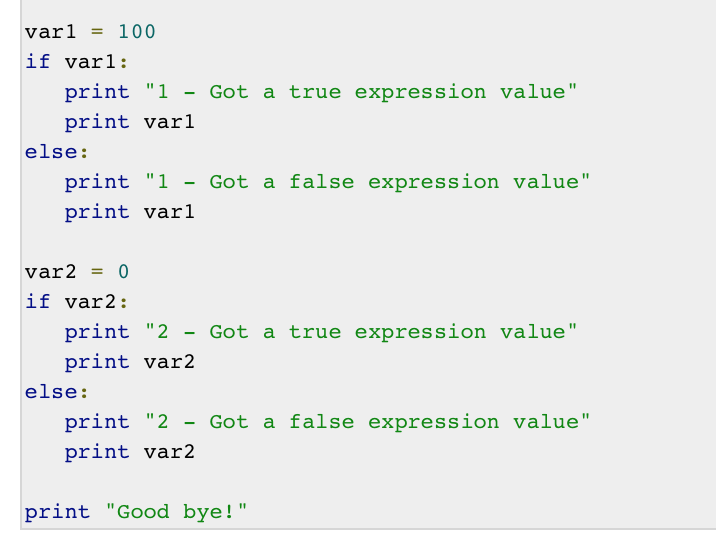 var1 = 100
if var1:
   print "1 - Got a true expression value"
   print var1
else:
   print "1 - Got a false expression value"
   print var1

var2 = 0
if var2:
   print "2 - Got a true expression value"
   print var2
else:
   print "2 - Got a false expression value"
   print var2

print "Good bye!"